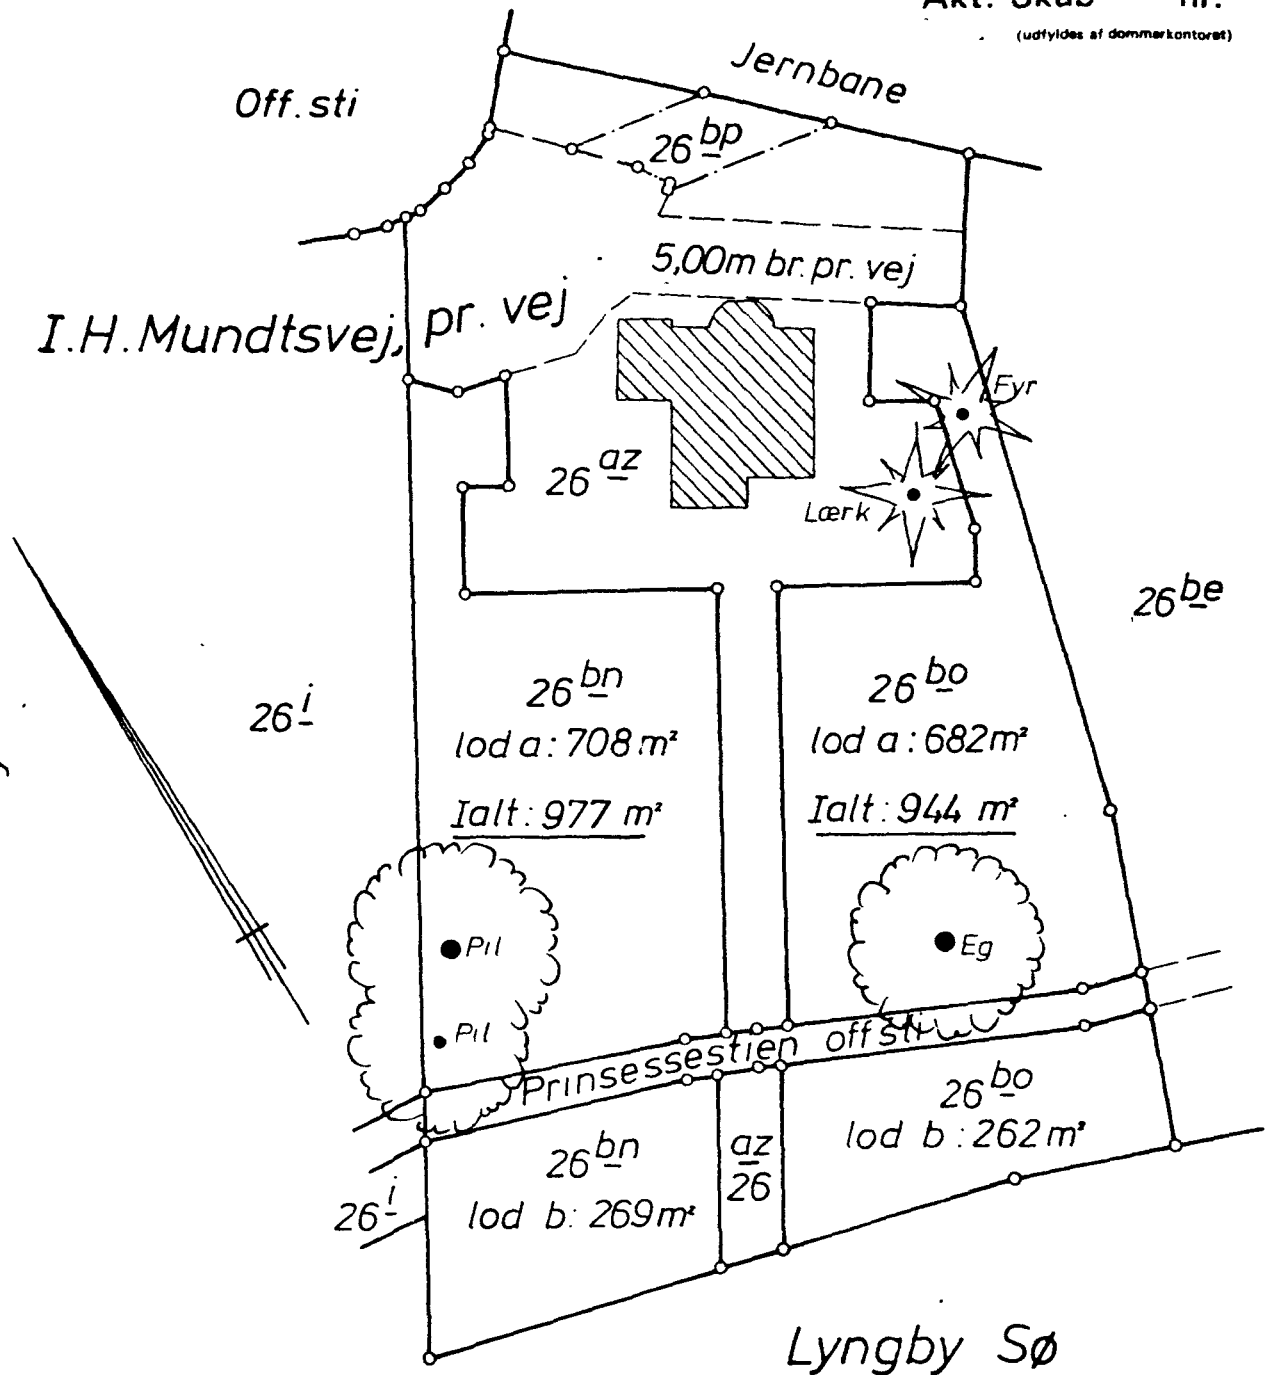 Akt. Skab nr.
(udfyldes af dommerkontoret)
Jernbane
Off. sti
26 bp
5,00m br. pr. vej
I.H. Mundtsvej, pr. vej
Fyr
26 az
Lærk
26 be
26 i
26 bn
lod a: 708 m²
Ialt: 977 m²
26 bo
lod a: 682 m²
Ialt: 944 m²
Pil
Eg
Pil
Prinsessestien off sti
26 bn
lod b: 269 m²
az
26
26 bo
lod b: 262 m²
26 i
Lyngby Sø